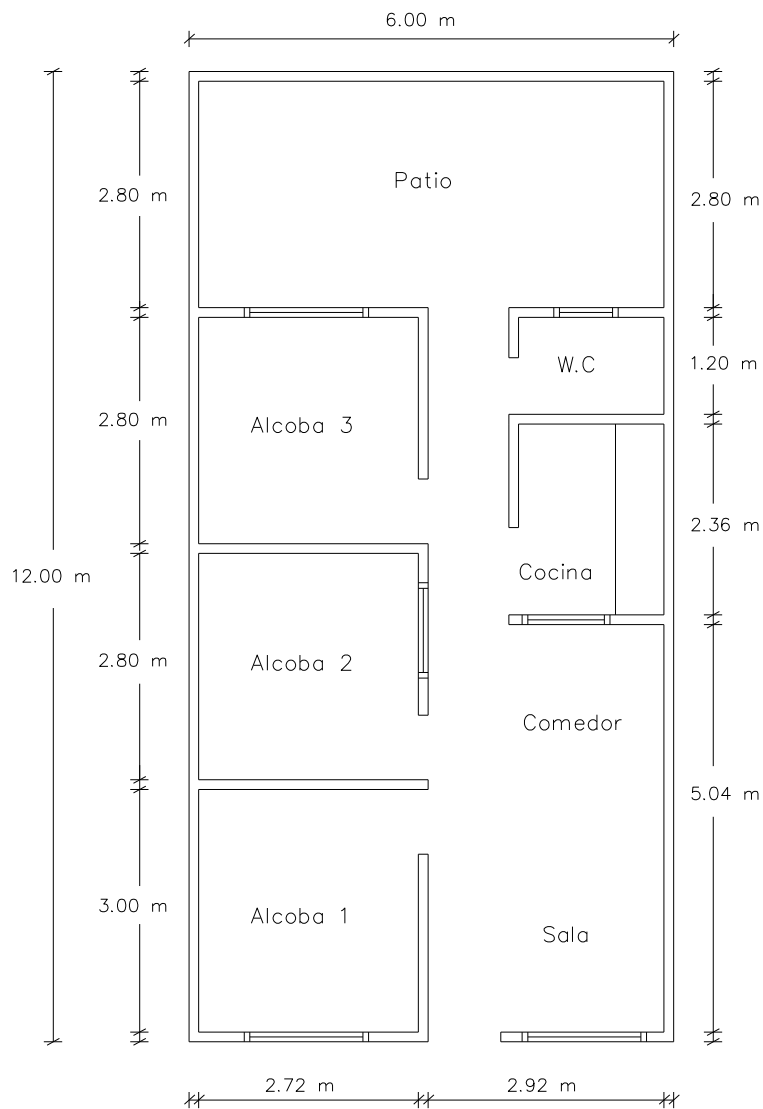 6.00 m
Patio
2.80 m
2.80 m
W.C
1.20 m
2.80 m
Alcoba 3
2.36 m
Cocina
12.00 m
2.80 m
Alcoba 2
Comedor
5.04 m
3.00 m
Alcoba 1
Sala
2.72 m
2.92 m